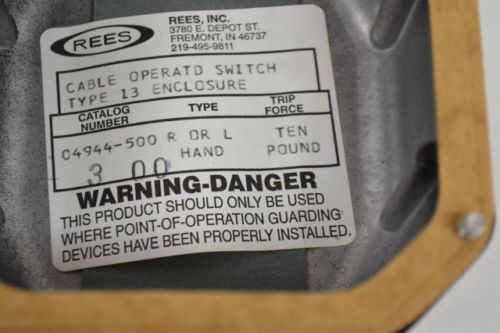 REES
REES, INC.
3780 E. DEPOT ST.
FREMONT, IN 46737
219-495-9811
CABLE OPERATD SWITCH
TYPE 13 ENCLOSURE
CATALOG NUMBER TYPE TRIP FORCE
04944-500 R OR L TEN
HAND POUND
3 00
WARNING-DANGER
THIS PRODUCT SHOULD ONLY BE USED
WHERE POINT-OF-OPERATION GUARDING
DEVICES HAVE BEEN PROPERLY INSTALLED.